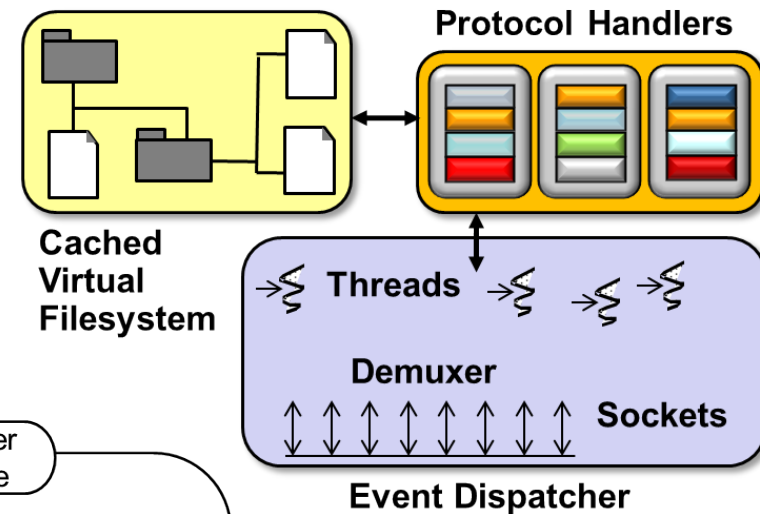 Protocol Handlers
Cached
Virtual
Filesystem
Threads
Demuxer
Sockets
Event Dispatcher